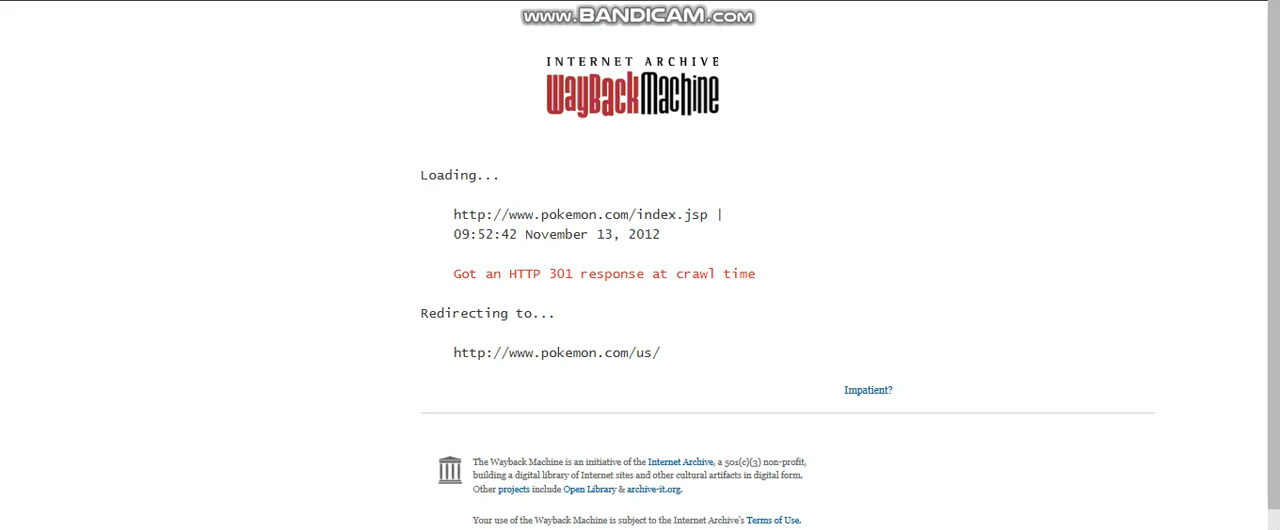 www.BANDICAM.com
INTERNET ARCHIVE
WayBackMachine
Loading...
http://www.pokemon.com/index.jsp |
09:52:42 November 13, 2012
Got an HTTP 301 response at crawl time
Redirecting to...
http://www.pokemon.com/us/
Impatient?
The Wayback Machine is an initiative of the Internet Archive, a 501(c)(3) non-profit,
building a digital library of Internet sites and other cultural artifacts in digital form.
Other projects include Open Library & archive-it.org.
Your use of the Wayback Machine is subject to the Internet Archive's Terms of Use.